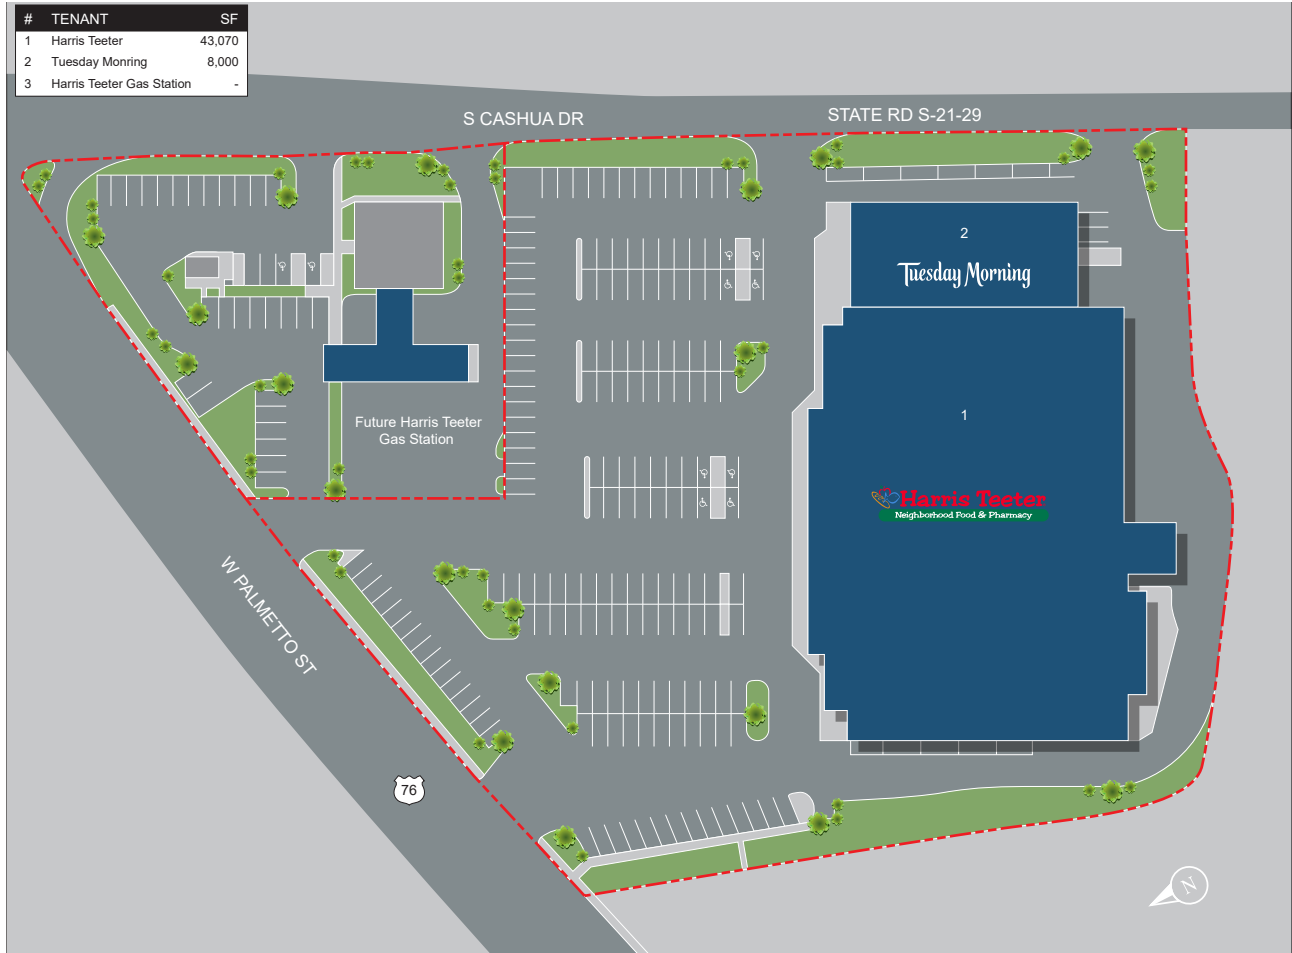 # TENANT SF
1 Harris Teeter 43,070
2 Tuesday Monring 8,000
3 Harris Teeter Gas Station -
S CASHUA DR
STATE RD S-21-29
2
Tuesday Morning
1
Harris Teeter
Neighborhood Food & Pharmacy
Future Harris Teeter
Gas Station
W PALMETTO ST
76
N